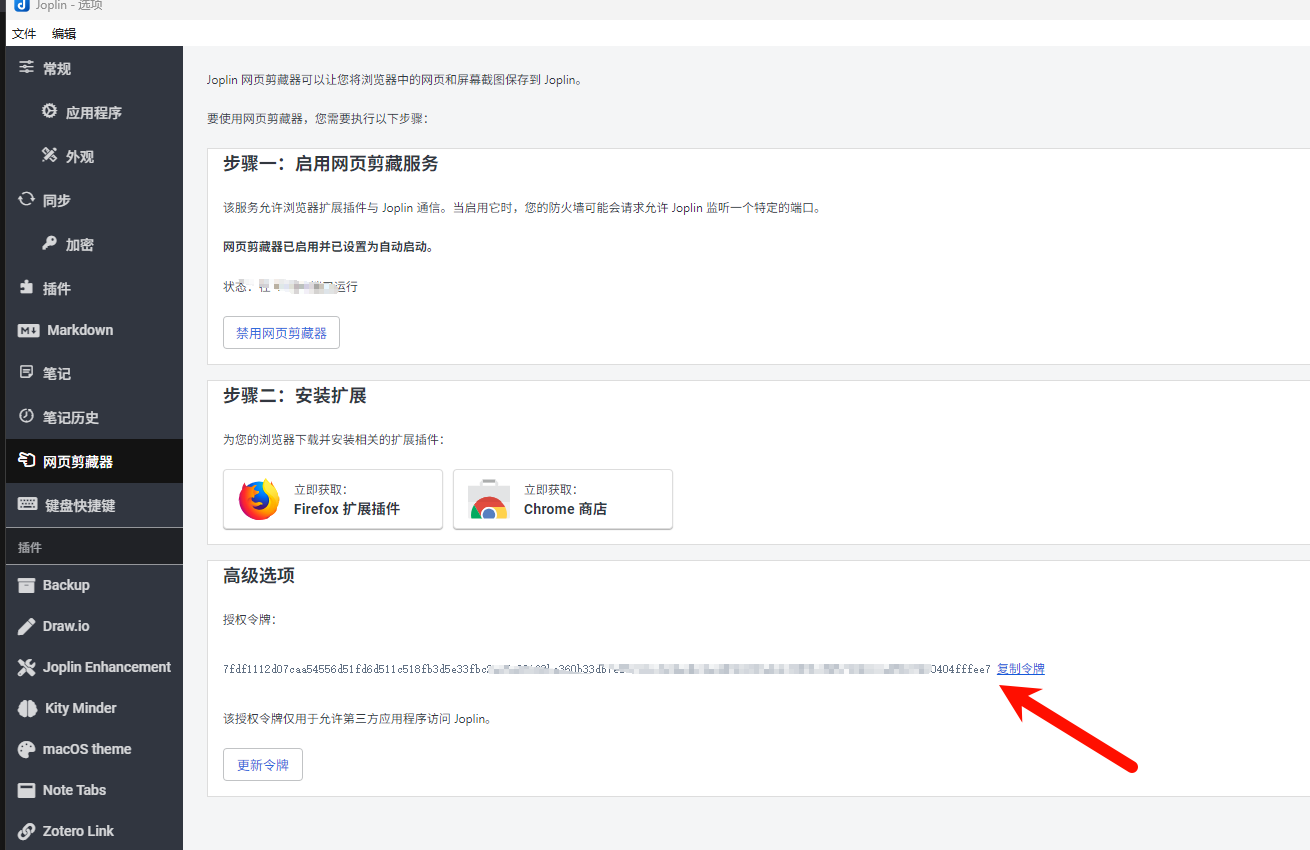 Joplin - 选项
文件 编辑
常规
应用程序
外观
同步
加密
插件
Markdown
笔记
笔记历史
网页剪藏器
键盘快捷键
插件
Backup
Draw.io
Joplin Enhancement
Kity Minder
macOS theme
Note Tabs
Zotero Link
Joplin 网页剪藏器可以让您将浏览器中的网页和屏幕截图保存到 Joplin。
要使用网页剪藏器，您需要执行以下步骤：
步骤一：启用网页剪藏服务
该服务允许浏览器扩展插件与 Joplin 通信。当启用它时，您的防火墙可能会请求允许 Joplin 监听一个特定的端口。
网页剪藏器已启用并已设置为自动启动。
状态：在 运行
禁用网页剪藏器
步骤二：安装扩展
为您的浏览器下载并安装相关的扩展插件：
立即获取：
Firefox 扩展插件
立即获取：
Chrome 商店
高级选项
授权令牌：
7fdf1112d07caa54556d51fd6d511c518fb3d5e33fbc 0404fffee7 复制令牌
该授权令牌仅用于允许第三方应用程序访问 Joplin。
更新令牌